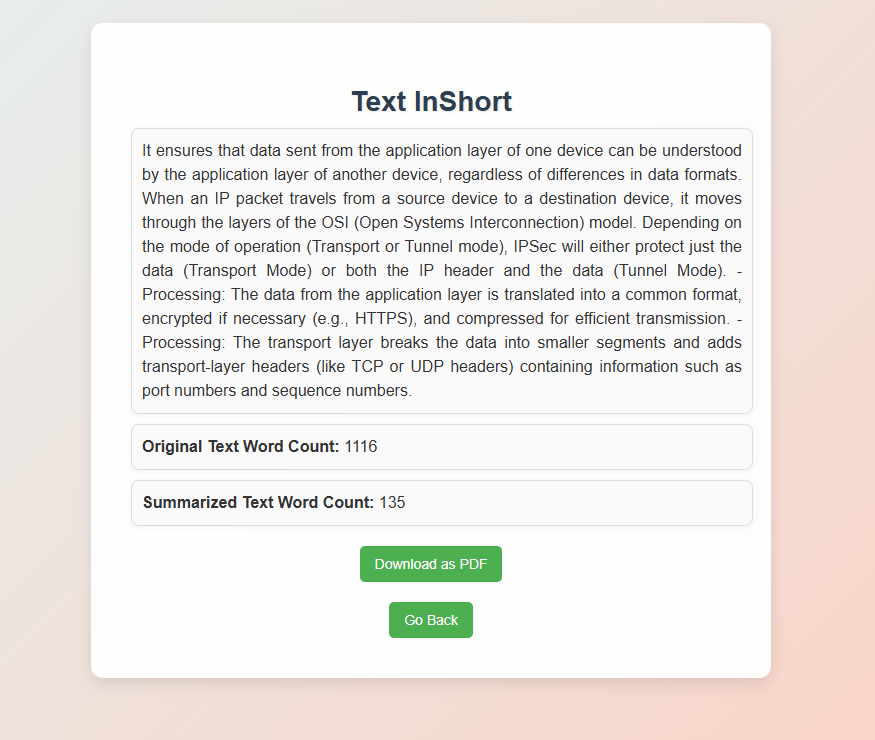 Text InShort
It ensures that data sent from the application layer of one device can be understood
by the application layer of another device, regardless of differences in data formats.
When an IP packet travels from a source device to a destination device, it moves
through the layers of the OSI (Open Systems Interconnection) model. Depending on
the mode of operation (Transport or Tunnel mode), IPSec will either protect just the
data (Transport Mode) or both the IP header and the data (Tunnel Mode). -
Processing: The data from the application layer is translated into a common format,
encrypted if necessary (e.g., HTTPS), and compressed for efficient transmission. -
Processing: The transport layer breaks the data into smaller segments and adds
transport-layer headers (like TCP or UDP headers) containing information such as
port numbers and sequence numbers.
Original Text Word Count: 1116
Summarized Text Word Count: 135
Download as PDF
Go Back